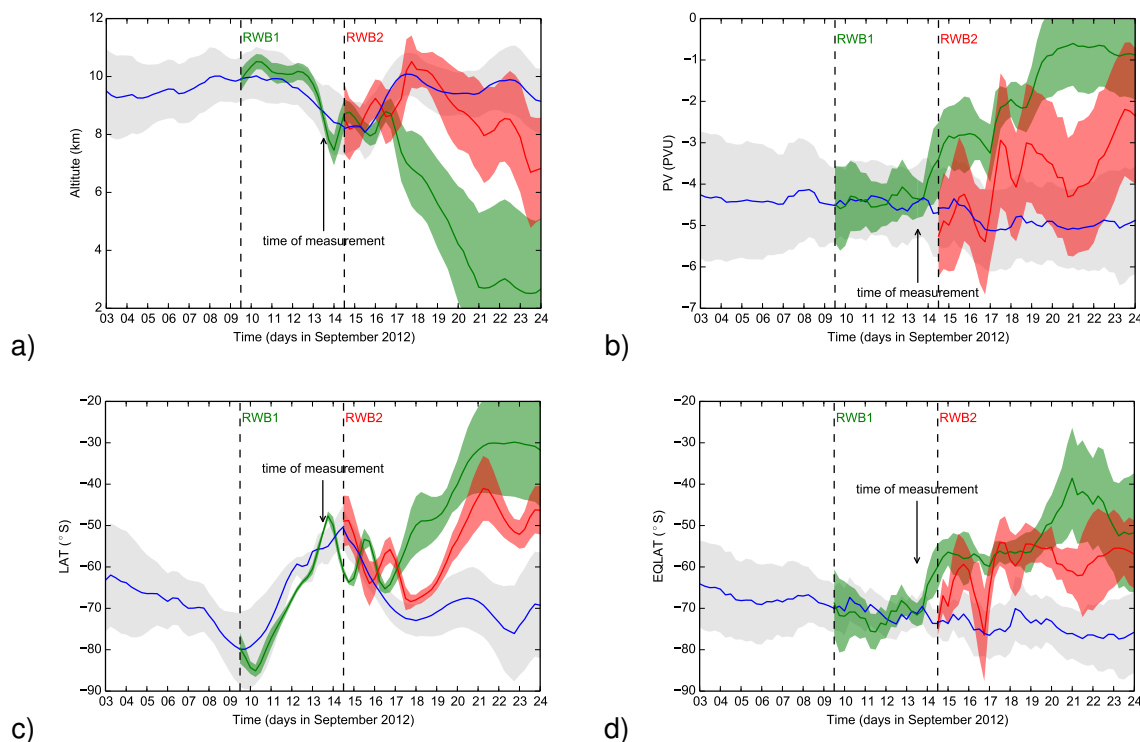 12
10
8
6
4
2
Altitute (km)
RWB1
RWB2
time of measurement
03 04 05 06 07 08 09 10 11 12 13 14 15 16 17 18 19 20 21 22 23 24
Time (days in September 2012)
a)
0
−1
−2
−3
−4
−5
−6
−7
PV (PVU)
RWB1
RWB2
time of measurement
03 04 05 06 07 08 09 10 11 12 13 14 15 16 17 18 19 20 21 22 23 24
Time (days in September 2012)
b)
−20
−30
−40
−50
−60
−70
−80
−90
LAT (° S)
RWB1
RWB2
time of measurement
03 04 05 06 07 08 09 10 11 12 13 14 15 16 17 18 19 20 21 22 23 24
Time (days in September 2012)
c)
−20
−30
−40
−50
−60
−70
−80
−90
EQLAT (° S)
RWB1
RWB2
time of measurement
03 04 05 06 07 08 09 10 11 12 13 14 15 16 17 18 19 20 21 22 23 24
Time (days in September 2012)
d)